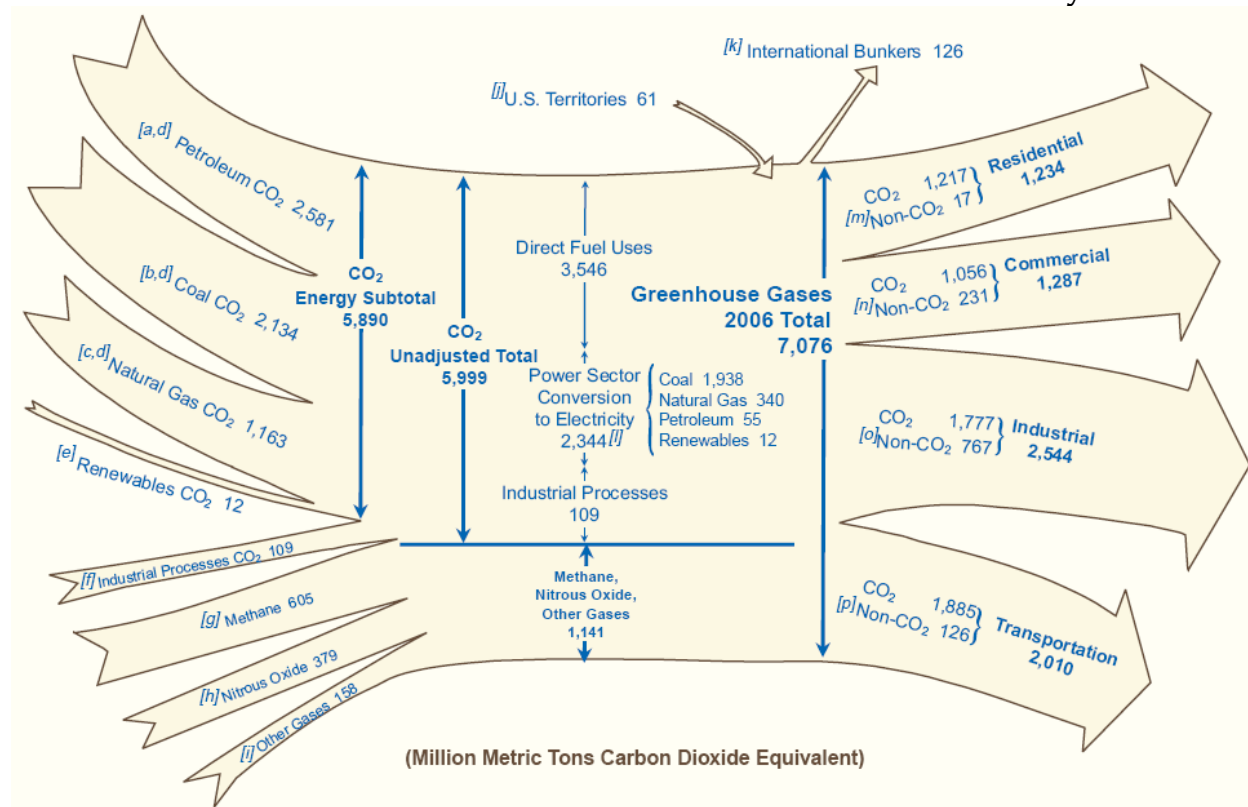 [k] International Bunkers 126
[j] U.S. Territories 61
[a,d] Petroleum CO₂ 2,581
[b,d] Coal CO₂ 2,134
[c,d] Natural Gas CO₂ 1,163
[e] Renewables CO₂ 12
[f] Industrial Processes CO₂ 109
[g] Methane 605
[h] Nitrous Oxide 379
[i] Other Gases 158
CO₂
Energy Subtotal
5,890
CO₂
Unadjusted Total
5,999
Direct Fuel Uses
3,546
Power Sector
Conversion
to Electricity
2,344[l]
Coal 1,938
Natural Gas 340
Petroleum 55
Renewables 12
Industrial Processes
109
Methane,
Nitrous Oxide,
Other Gases
1,141
Greenhouse Gases
2006 Total
7,076
CO₂ 1,217
[m] Non-CO₂ 17
Residential
1,234
CO₂ 1,056
[n] Non-CO₂ 231
Commercial
1,287
CO₂ 1,777
[o] Non-CO₂ 767
Industrial
2,544
CO₂ 1,885
[p] Non-CO₂ 126
Transportation
2,010
(Million Metric Tons Carbon Dioxide Equivalent)